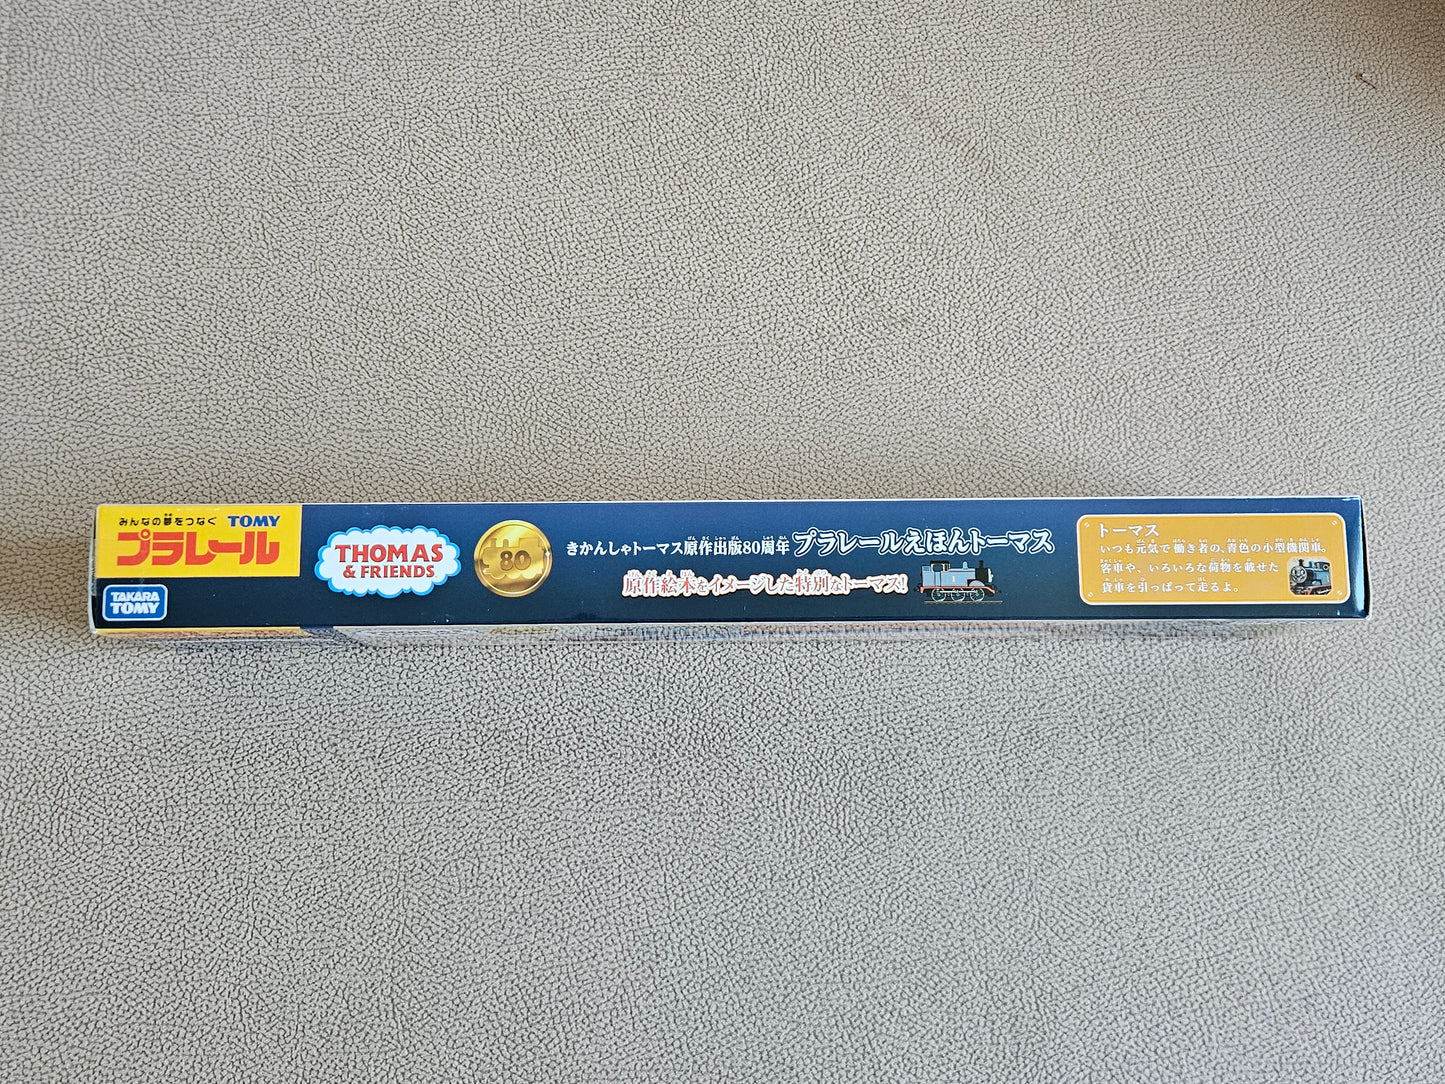 みんなの夢をつなぐ TOMY
プラレール
TAKARA
TOMY
THOMAS
& FRIENDS
80
きかんしゃトーマス原作出版80周年 プラレールえほんトーマス
原作絵本をイメージした特別なトーマス!
1
トーマス
いつも元気で働き者の、青色の小型機関車。
客車や、いろいろな荷物を載せた
貨車を引っぱって走るよ。